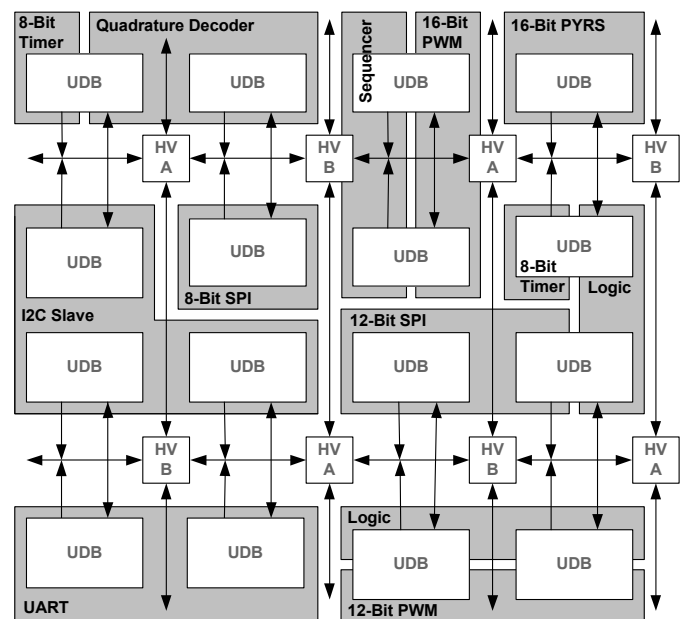 8-Bit
Timer
Quadrature Decoder
Sequencer
16-Bit
PWM
16-Bit PYRS
UDB
UDB
UDB
UDB
HV
A
HV
B
HV
A
HV
B
UDB
UDB
UDB
UDB
8-Bit
Timer
Logic
8-Bit SPI
I2C Slave
12-Bit SPI
UDB
UDB
UDB
UDB
HV
B
HV
A
HV
B
HV
A
Logic
UDB
UDB
UDB
UDB
UART
12-Bit PWM